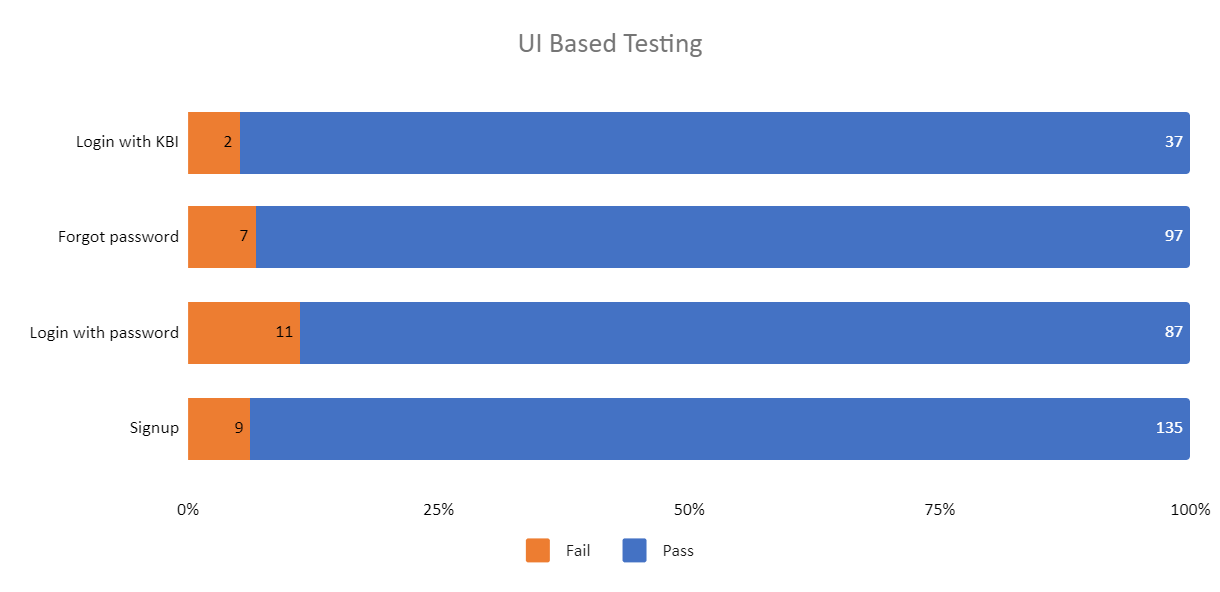 UI Based Testing
Login with KBI 2 37
Forgot password 7 97
Login with password 11 87
Signup 9 135
0% 25% 50% 75% 100%
Fail Pass